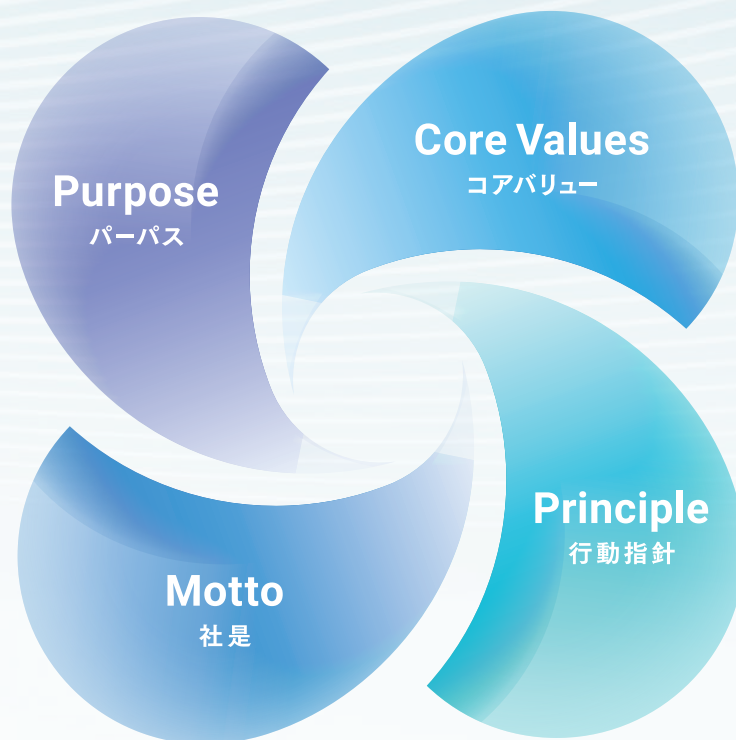 Purpose
パーパス
Core Values
コアバリュー
Principle
行動指針
Motto
社是